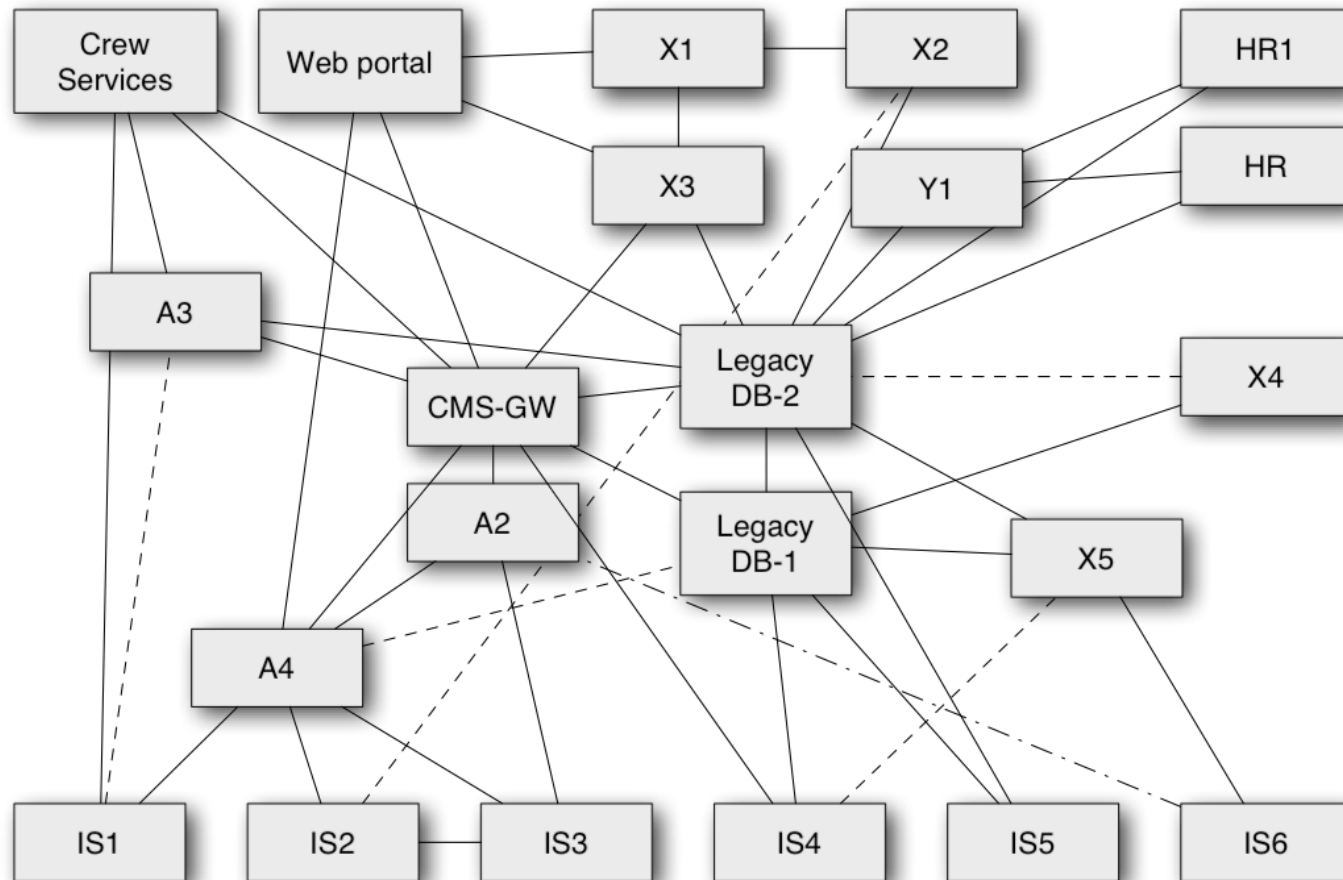 Crew
Services
Web portal
X1
X2
HR1
X3
Y1
HR
A3
Legacy
DB-2
X4
CMS-GW
A2
Legacy
DB-1
X5
A4
IS1
IS2
IS3
IS4
IS5
IS6